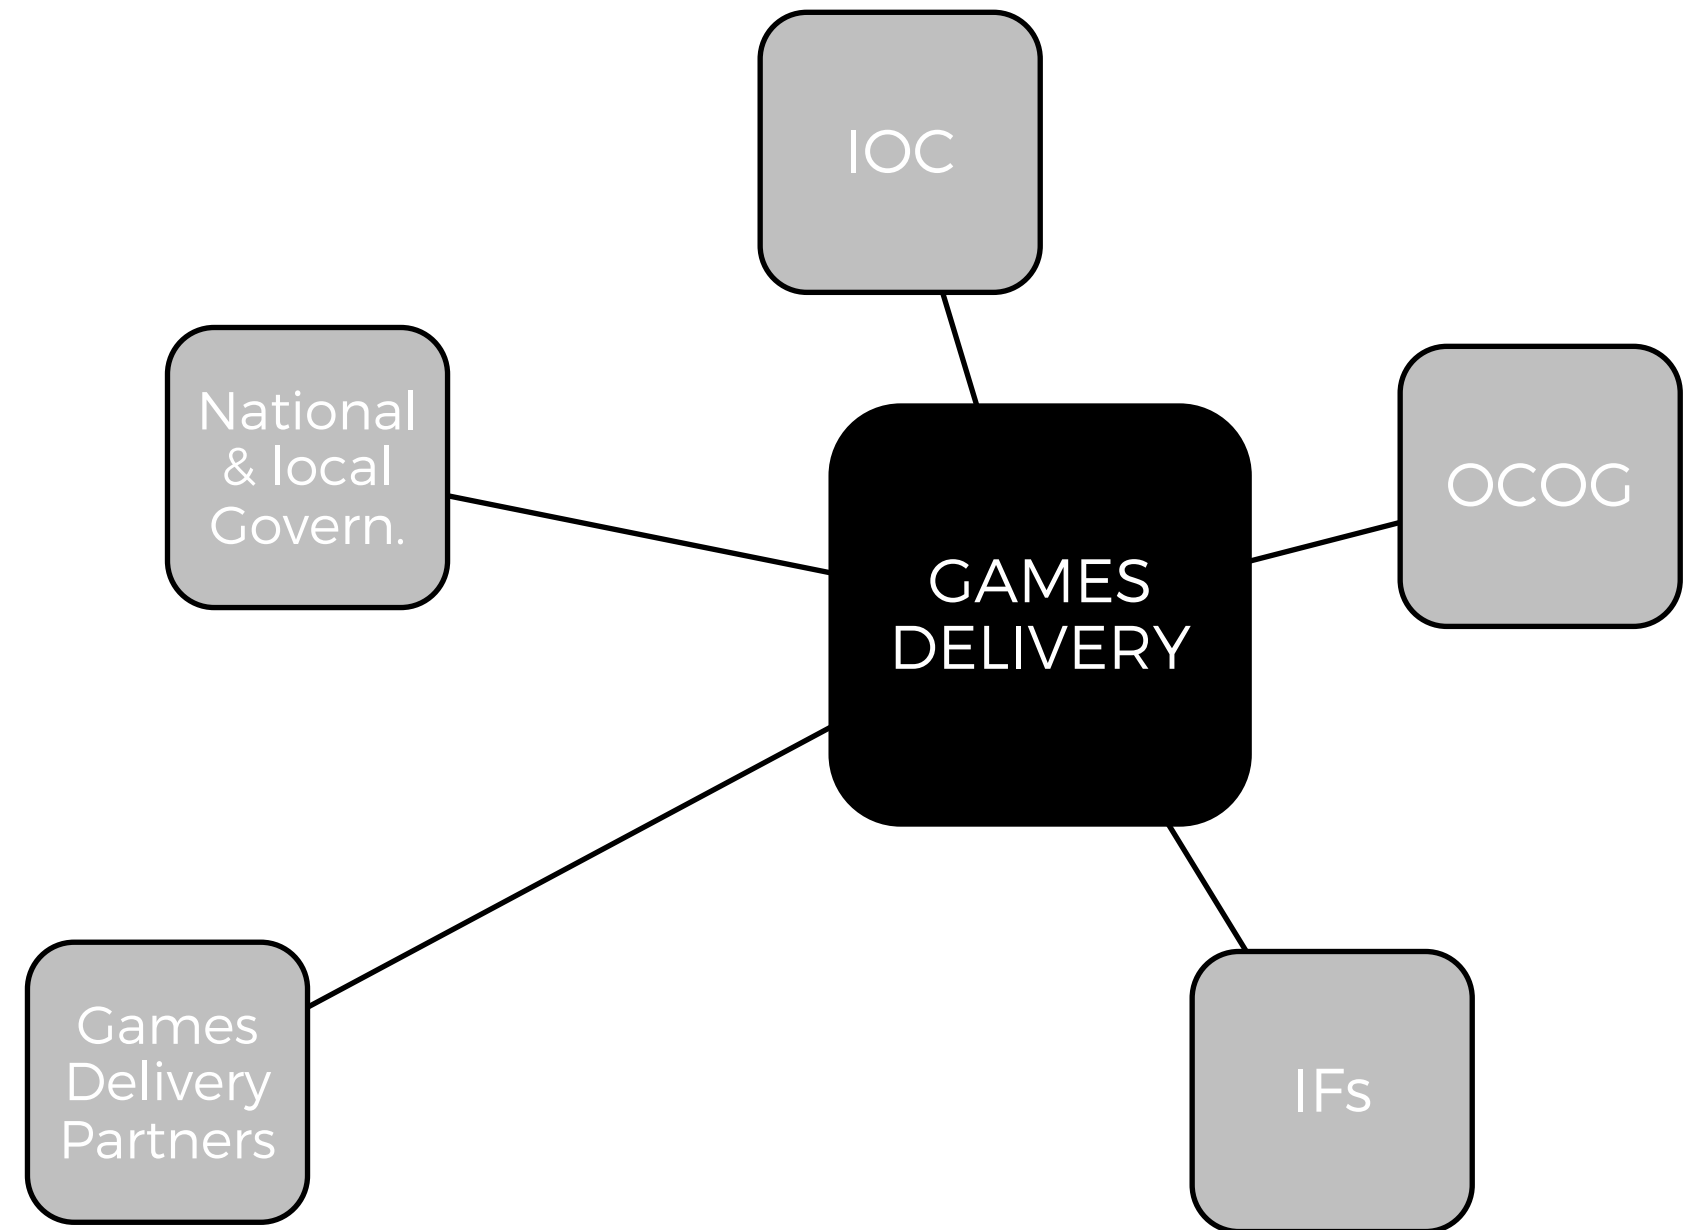 IOC
National
& local
Govern.
OCOG
GAMES
DELIVERY
Games
Delivery
Partners
IFs